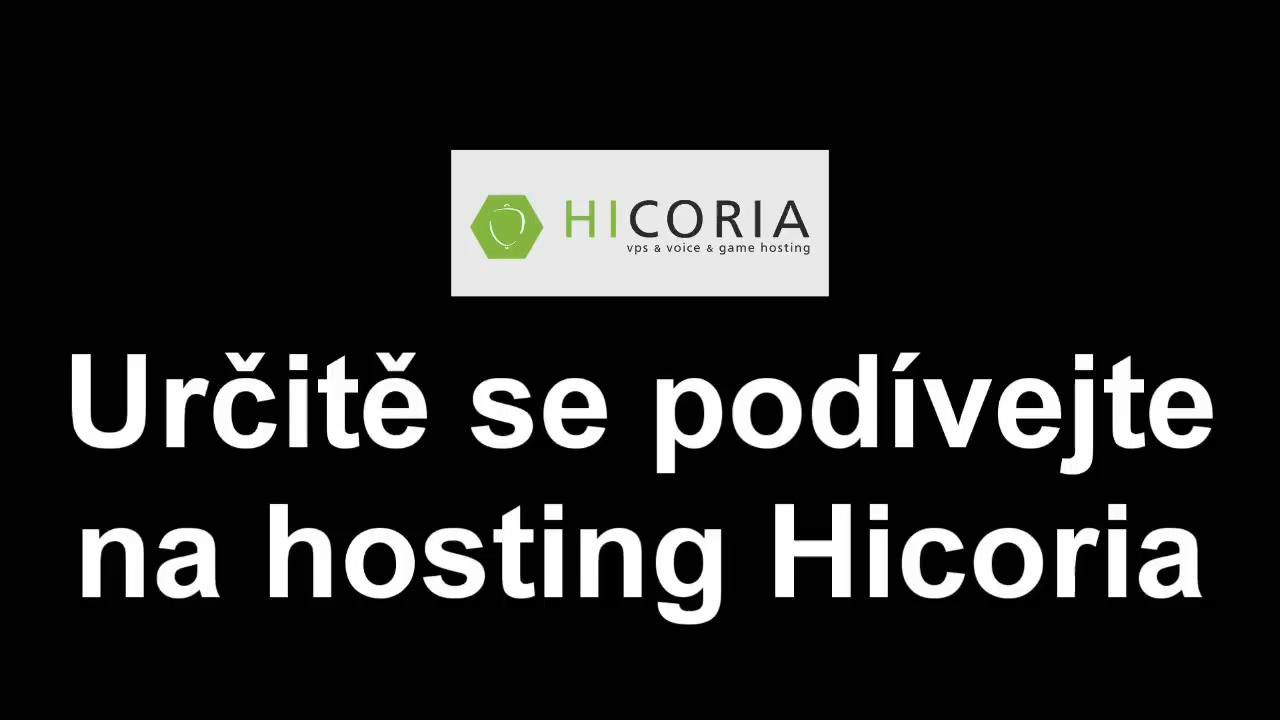 HICORIA
vps & voice & game hosting
Určitě se podívejte
na hosting Hicoria